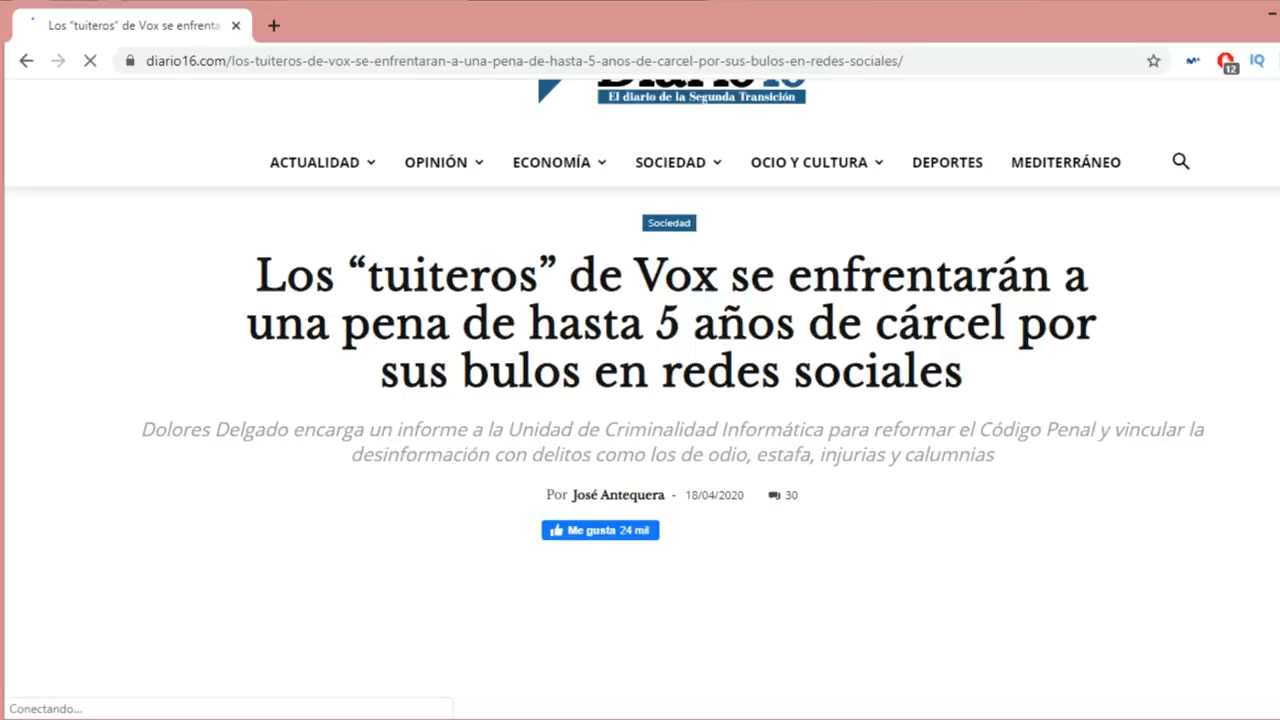 Los “tuiteros” de Vox se enfrenta
diario16.com/los-tuiteros-de-vox-se-enfrentaran-a-una-pena-de-hasta-5-anos-de-carcel-por-sus-bulos-en-redes-sociales/
12
IQ
Diario 16
El diario de la Segunda Transición
ACTUALIDAD OPINIÓN ECONOMÍA SOCIEDAD OCIO Y CULTURA DEPORTES MEDITERRÁNEO
Sociedad
Los “tuiteros” de Vox se enfrentarán a
una pena de hasta 5 años de cárcel por
sus bulos en redes sociales
Dolores Delgado encarga un informe a la Unidad de Criminalidad Informática para reformar el Código Penal y vincular la
desinformación con delitos como los de odio, estafa, injurias y calumnias
Por José Antequera - 18/04/2020 30
Me gusta 24 mil
Conectando...